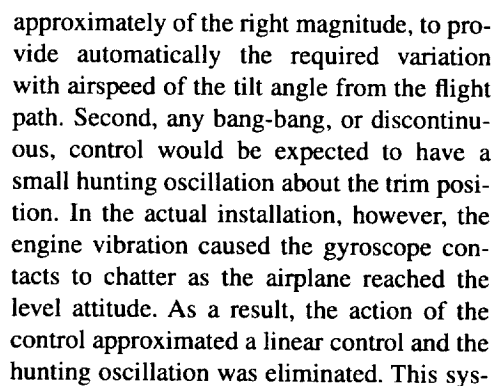 approximately of the right magnitude, to pro-
vide automatically the required variation
with airspeed of the tilt angle from the flight
path. Second, any bang-bang, or discontinu-
ous, control would be expected to have a
small hunting oscillation about the trim posi-
tion. In the actual installation, however, the
engine vibration caused the gyroscope con-
tacts to chatter as the airplane reached the
level attitude. As a result, the action of the
control approximated a linear control and the
hunting oscillation was eliminated. This sys-